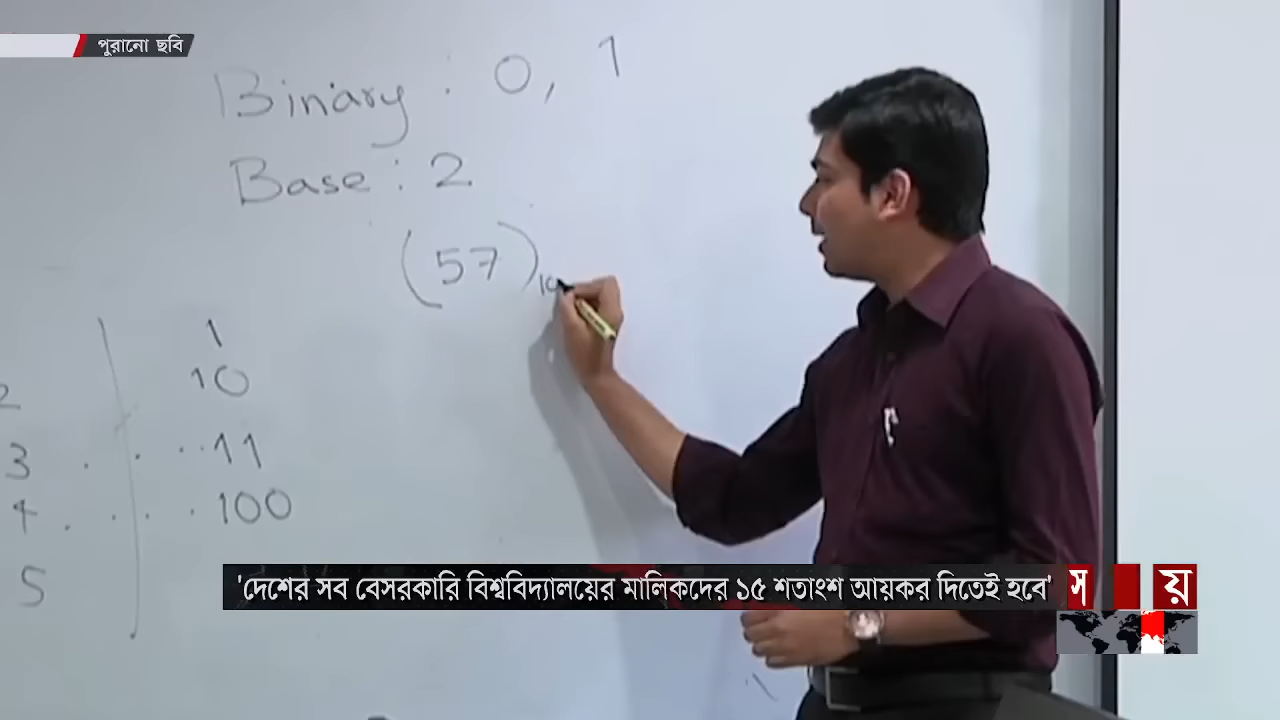 পুরানো ছবি
Binary : 0, 1
Base : 2
(57)10
1
2 10
3 . . . . 11
4 . . . . 100
5
'দেশের সব বেসরকারি বিশ্ববিদ্যালয়ের মালিকদের ১৫ শতাংশ আয়কর দিতেই হবে'
স য়